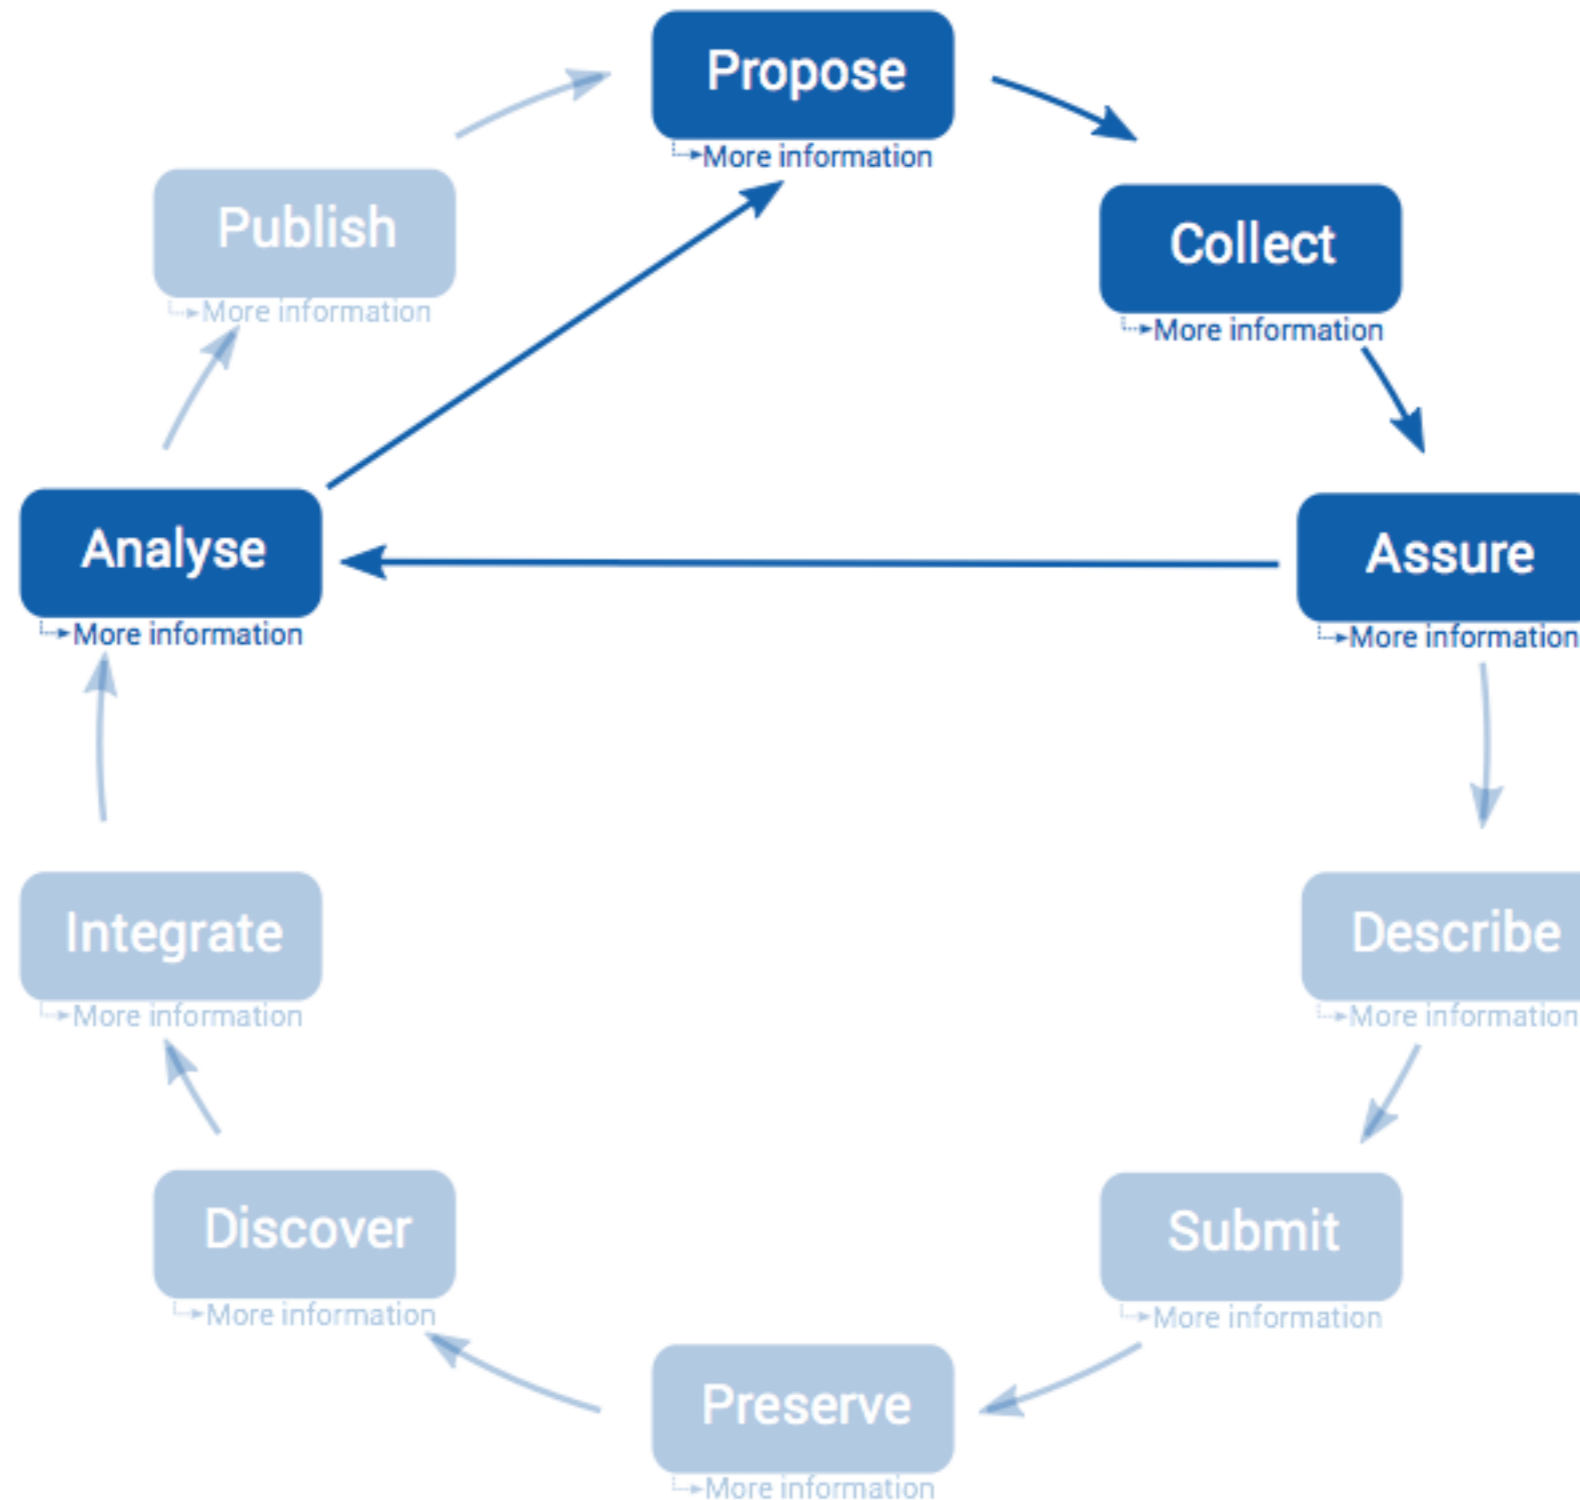 Propose
More information
Publish
More information
Collect
More information
Analyse
More information
Assure
More information
Integrate
More information
Describe
More information
Discover
More information
Submit
More information
Preserve
More information